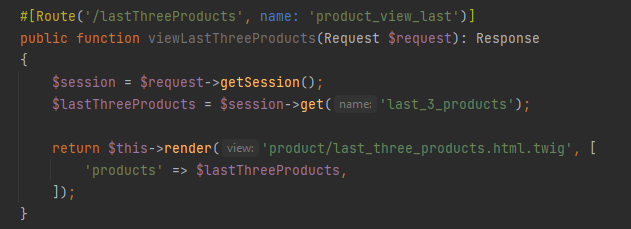 #[Route('/lastThreeProducts', name: 'product_view_last')]
public function viewLastThreeProducts(Request $request): Response
{
$session = $request->getSession();
$lastThreeProducts = $session->get( name: 'last_3_products');
return $this->render( view: 'product/last_three_products.html.twig', [
'products' => $lastThreeProducts,
]);
}